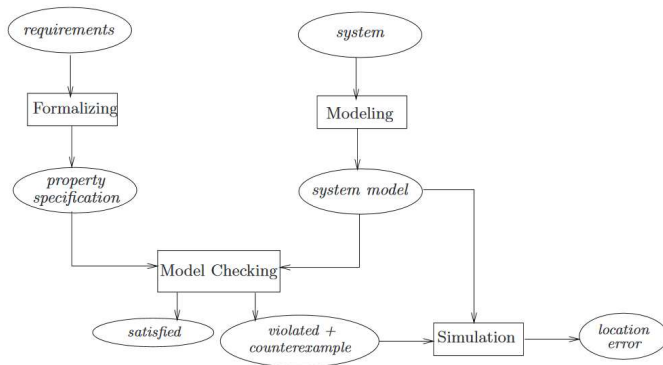 requirements
system
Formalizing
Modeling
property
specification
system model
Model Checking
satisfied
violated +
counterexample
Simulation
location
error